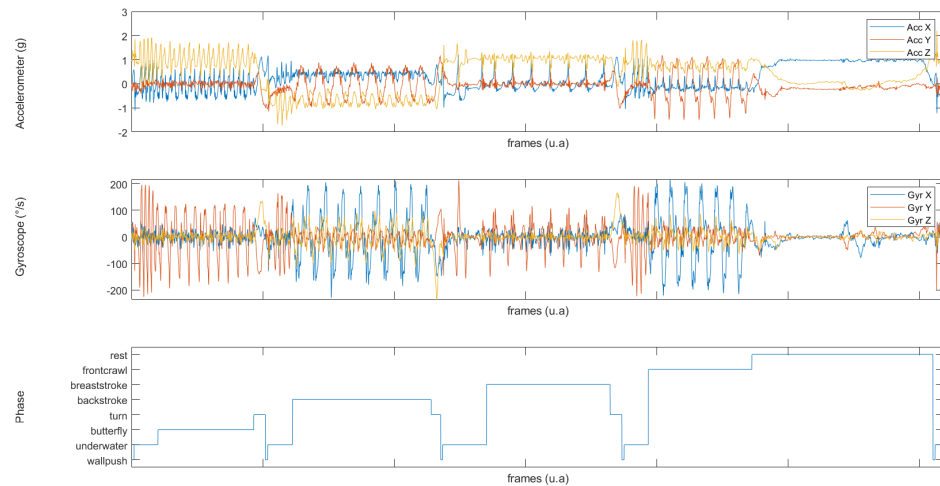 Accelerometer (g)
3
2
1
0
-1
-2
Acc X
Acc Y
Acc Z
frames (u.a)
Gyroscope (°/s)
200
100
0
-100
-200
Gyr X
Gyr Y
Gyr Z
frames (u.a)
Phase
rest
frontcrawl
breaststroke
backstroke
turn
butterfly
underwater
wallpush
frames (u.a)